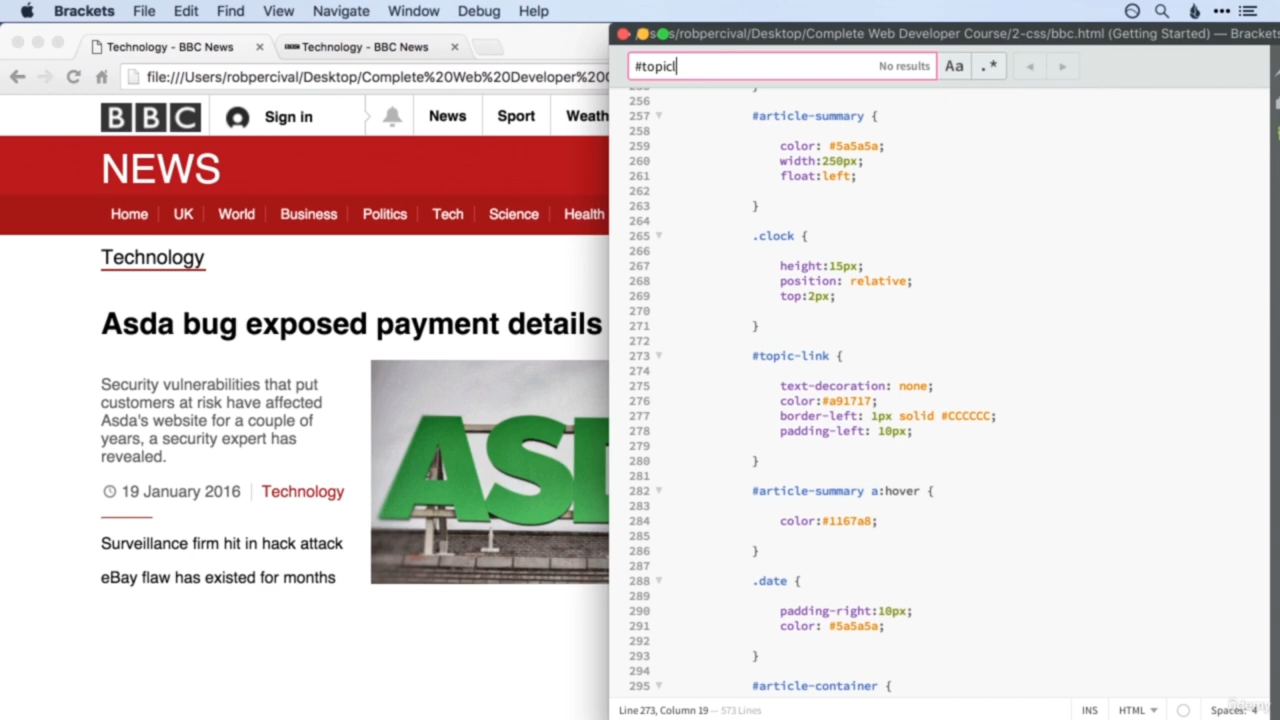 Brackets File Edit Find View Navigate Window Debug Help
Technology - BBC News × Technology - BBC News ×
file:///Users/robpercival/Desktop/Complete%20Web%20Developer%20
/Desktop/Complete Web Developer Course/2-css/bbc.html (Getting Started) — Brackets
#topicl No results Aa .*
BBC Sign in News Sport Weath
NEWS
Home UK World Business Politics Tech Science Health
Technology
Asda bug exposed payment details
Security vulnerabilities that put
customers at risk have affected
Asda's website for a couple of
years, a security expert has
revealed.
19 January 2016 Technology
Surveillance firm hit in hack attack
eBay flaw has existed for months
ASD
256
257 #article-summary {
258
259 color: #5a5a5a;
260 width:250px;
261 float:left;
262
263 }
264
265 .clock {
266
267 height:15px;
268 position: relative;
269 top:2px;
270
271 }
272
273 #topic-link {
274
275 text-decoration: none;
276 color:#a91717;
277 border-left: 1px solid #CCCCCC;
278 padding-left: 10px;
279
280 }
281
282 #article-summary a:hover {
283
284 color:#1167a8;
285
286 }
287
288 .date {
289
290 padding-right:10px;
291 color: #5a5a5a;
292
293 }
294
295 #article-container {
Line 273, Column 19 — 573 Lines INS HTML Spaces: 4